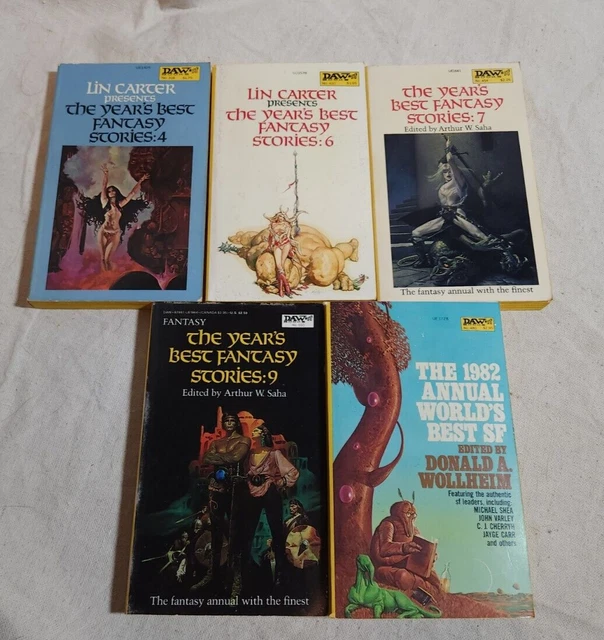 DAW
LIN CARTER
PRESENTS
THE YEAR'S BEST
FANTASY
STORIES:4
DAW
LIN CARTER
PRESENTS
THE YEAR'S BEST
FANTASY
STORIES:6
DAW
THE YEAR'S
BEST FANTASY
STORIES:7
Edited by Arthur W. Saha
The fantasy annual with the finest
DAW
FANTASY
THE YEAR'S
BEST FANTASY
STORIES:9
Edited by Arthur W. Saha
The fantasy annual with the finest
DAW
THE 1982
ANNUAL
WORLD'S
BEST SF
EDITED BY
DONALD A.
WOLLHEIM
Featuring the authentic
sf leaders, including:
MICHAEL SHEA
JOHN VARLEY
C. J. CHERRYH
JAYGE CARR
and others